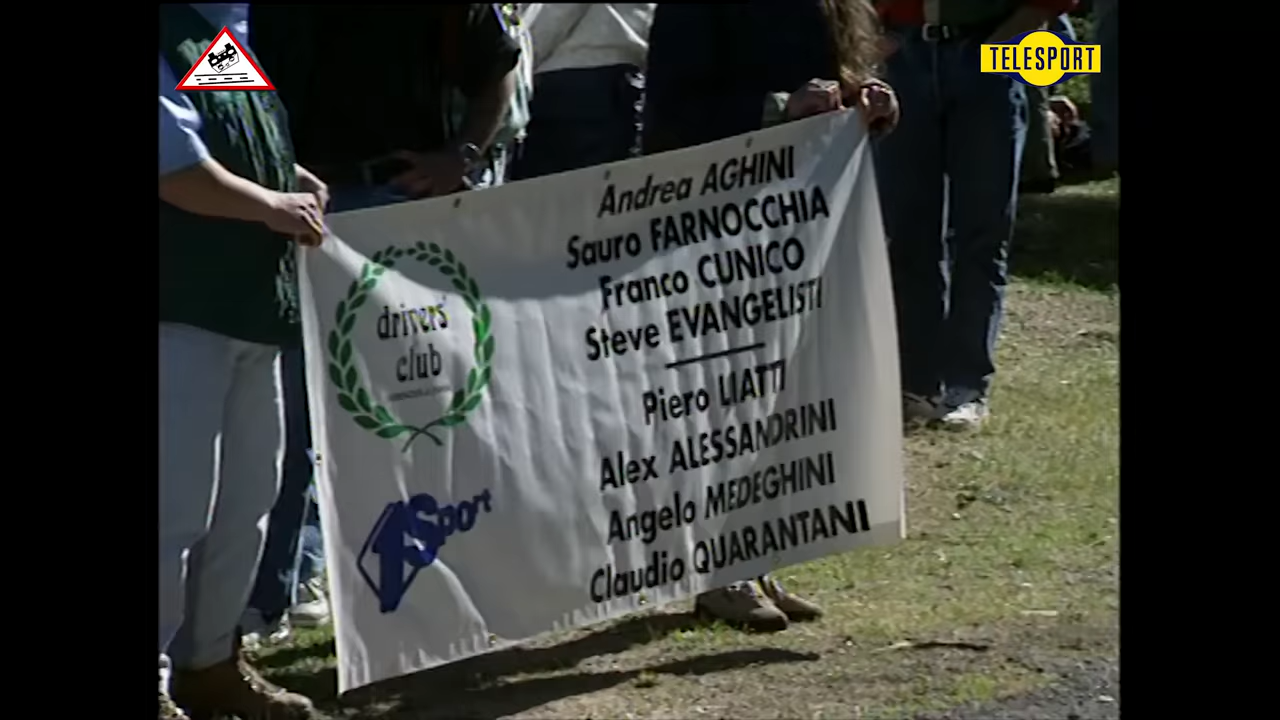 TELESPORT
Andrea AGHINI
Sauro FARNOCCHIA
Franco CUNICO
Steve EVANGELISTI
Piero LIATTI
Alex ALESSANDRINI
Angelo MEDEGHINI
Claudio QUARANTANI
drivers'
club
Sport